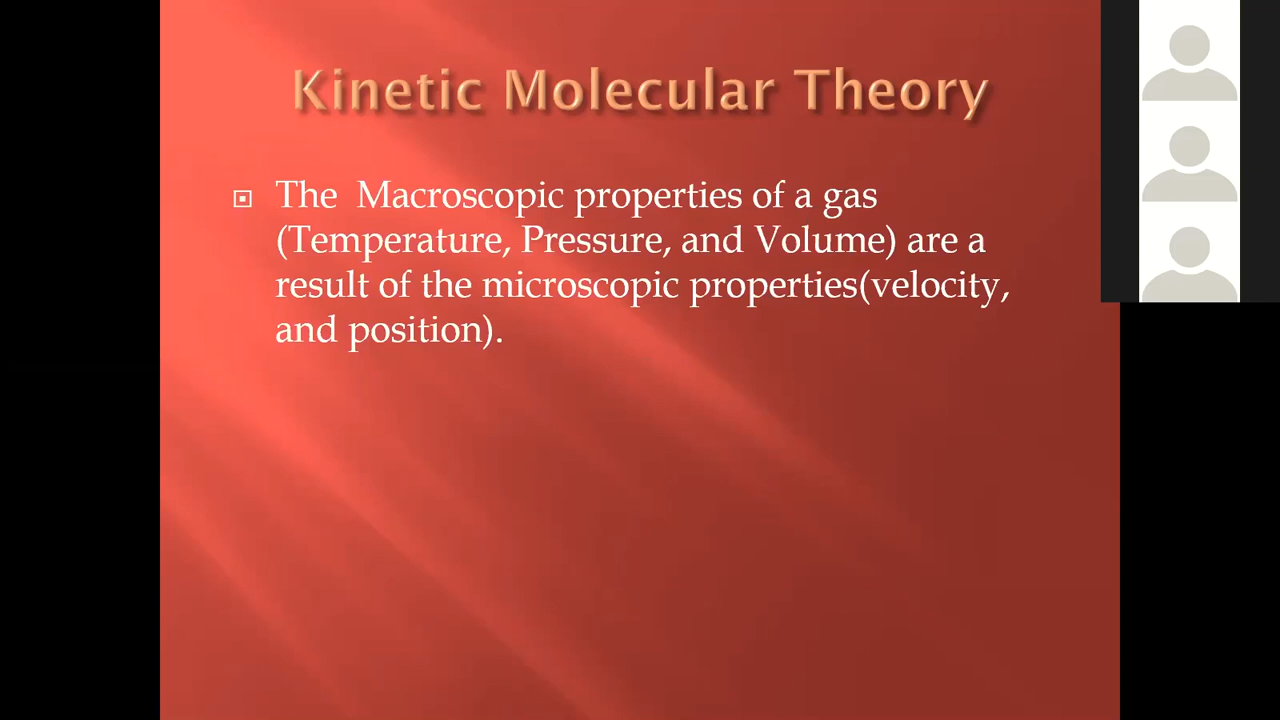 Kinetic Molecular Theory
The  Macroscopic properties of a gas
(Temperature, Pressure, and Volume) are a
result of the microscopic properties(velocity,
and position).